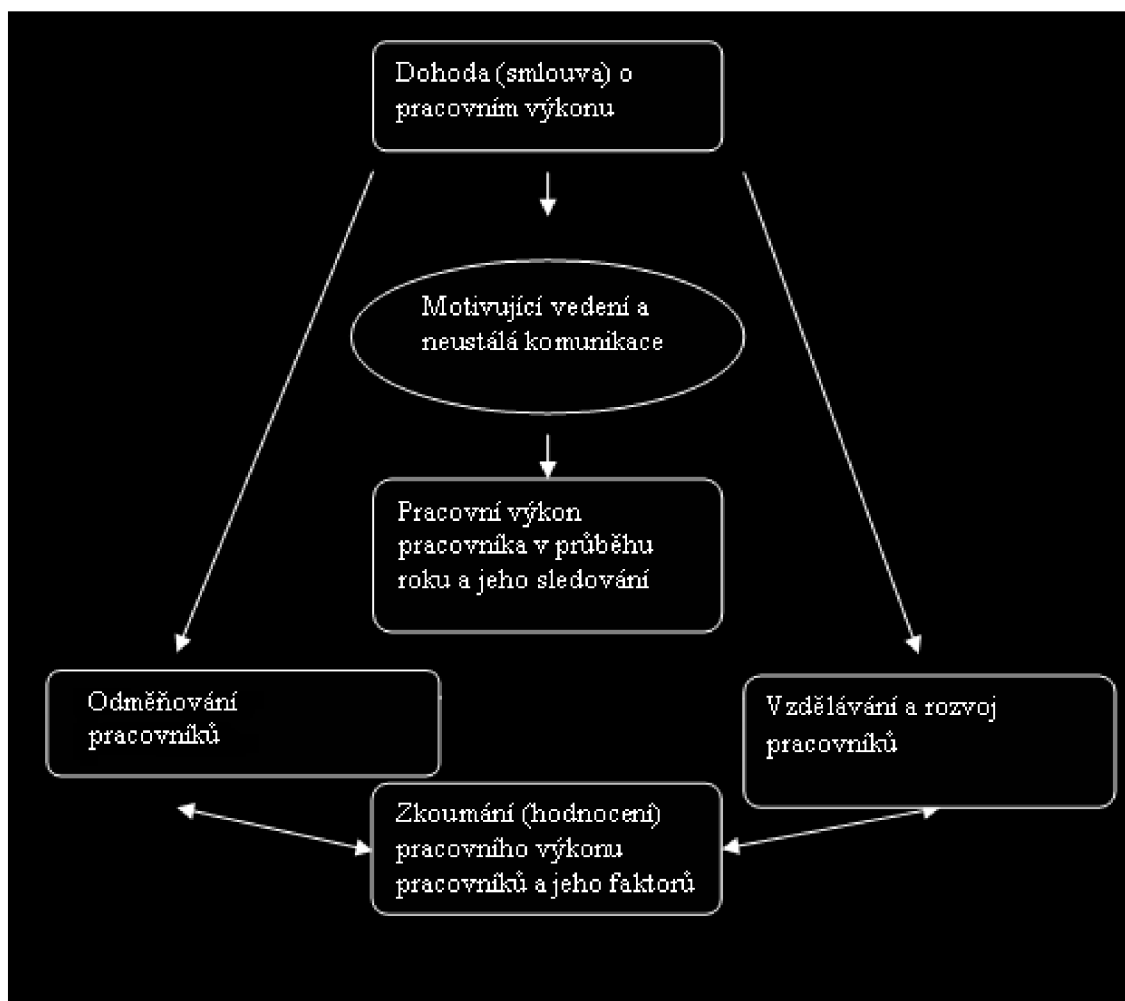 Dohoda (smlouva) o
pracovním výkonu
Motivující vedení a
neustálá komunikace
Pracovní výkon
pracovníka v průběhu
roku a jeho sledování
Odměňování
pracovníků
Vzdělávání a rozvoj
pracovníků
Zkoumání (hodnocení)
pracovního výkonu
pracovníků a jeho faktorů